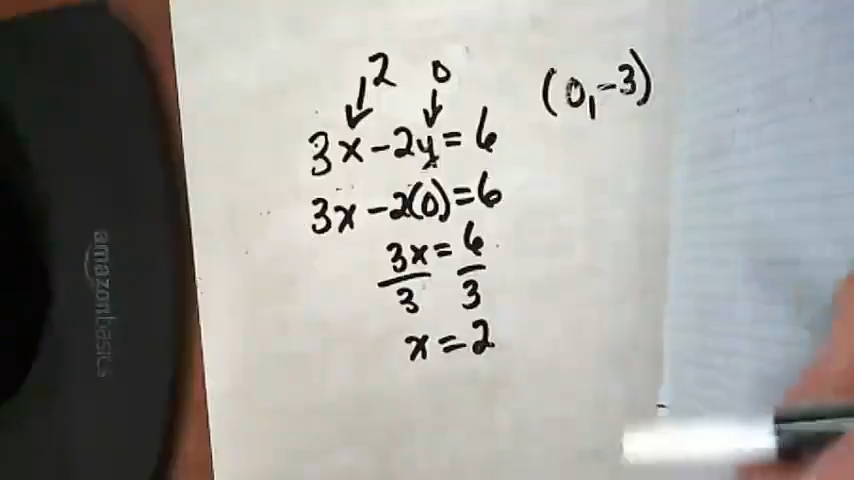 2 0
3x - 2y = 6
(0, -3)
3x - 2(0) = 6
3x = 6
3 3
x = 2
amazonbasics